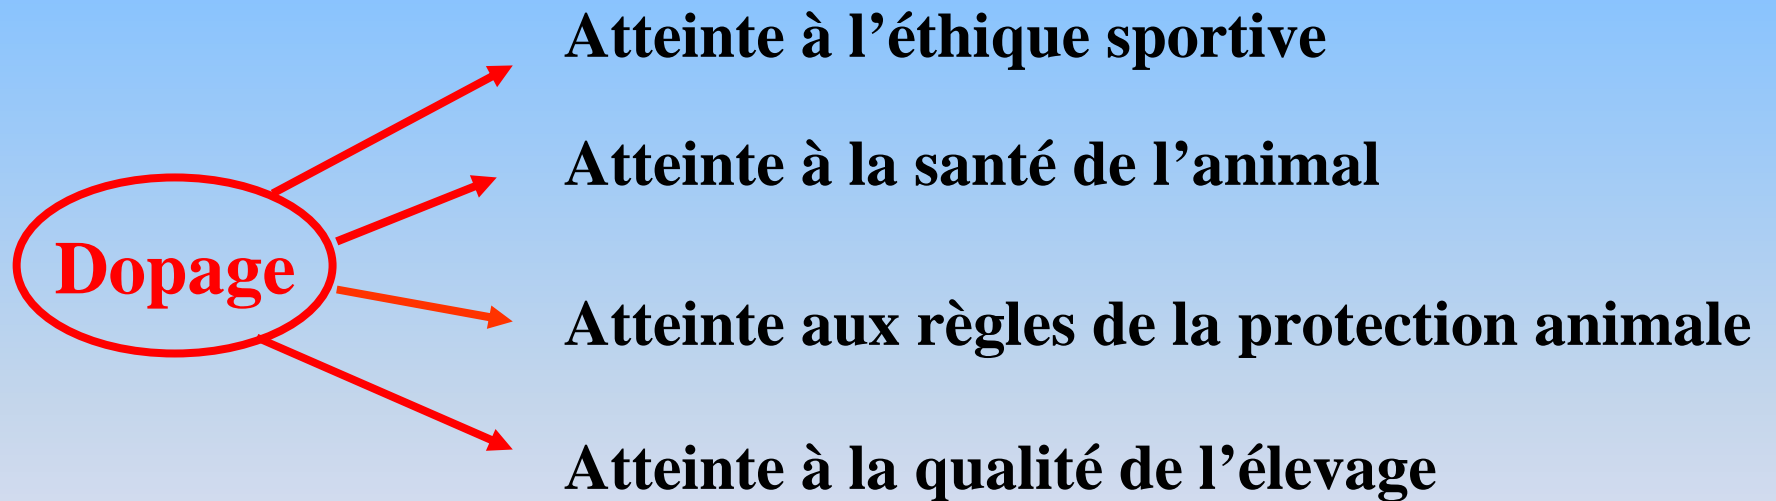 Atteinte à l’éthique sportive
Atteinte à la santé de l’animal
Dopage
Atteinte aux règles de la protection animale
Atteinte à la qualité de l’élevage